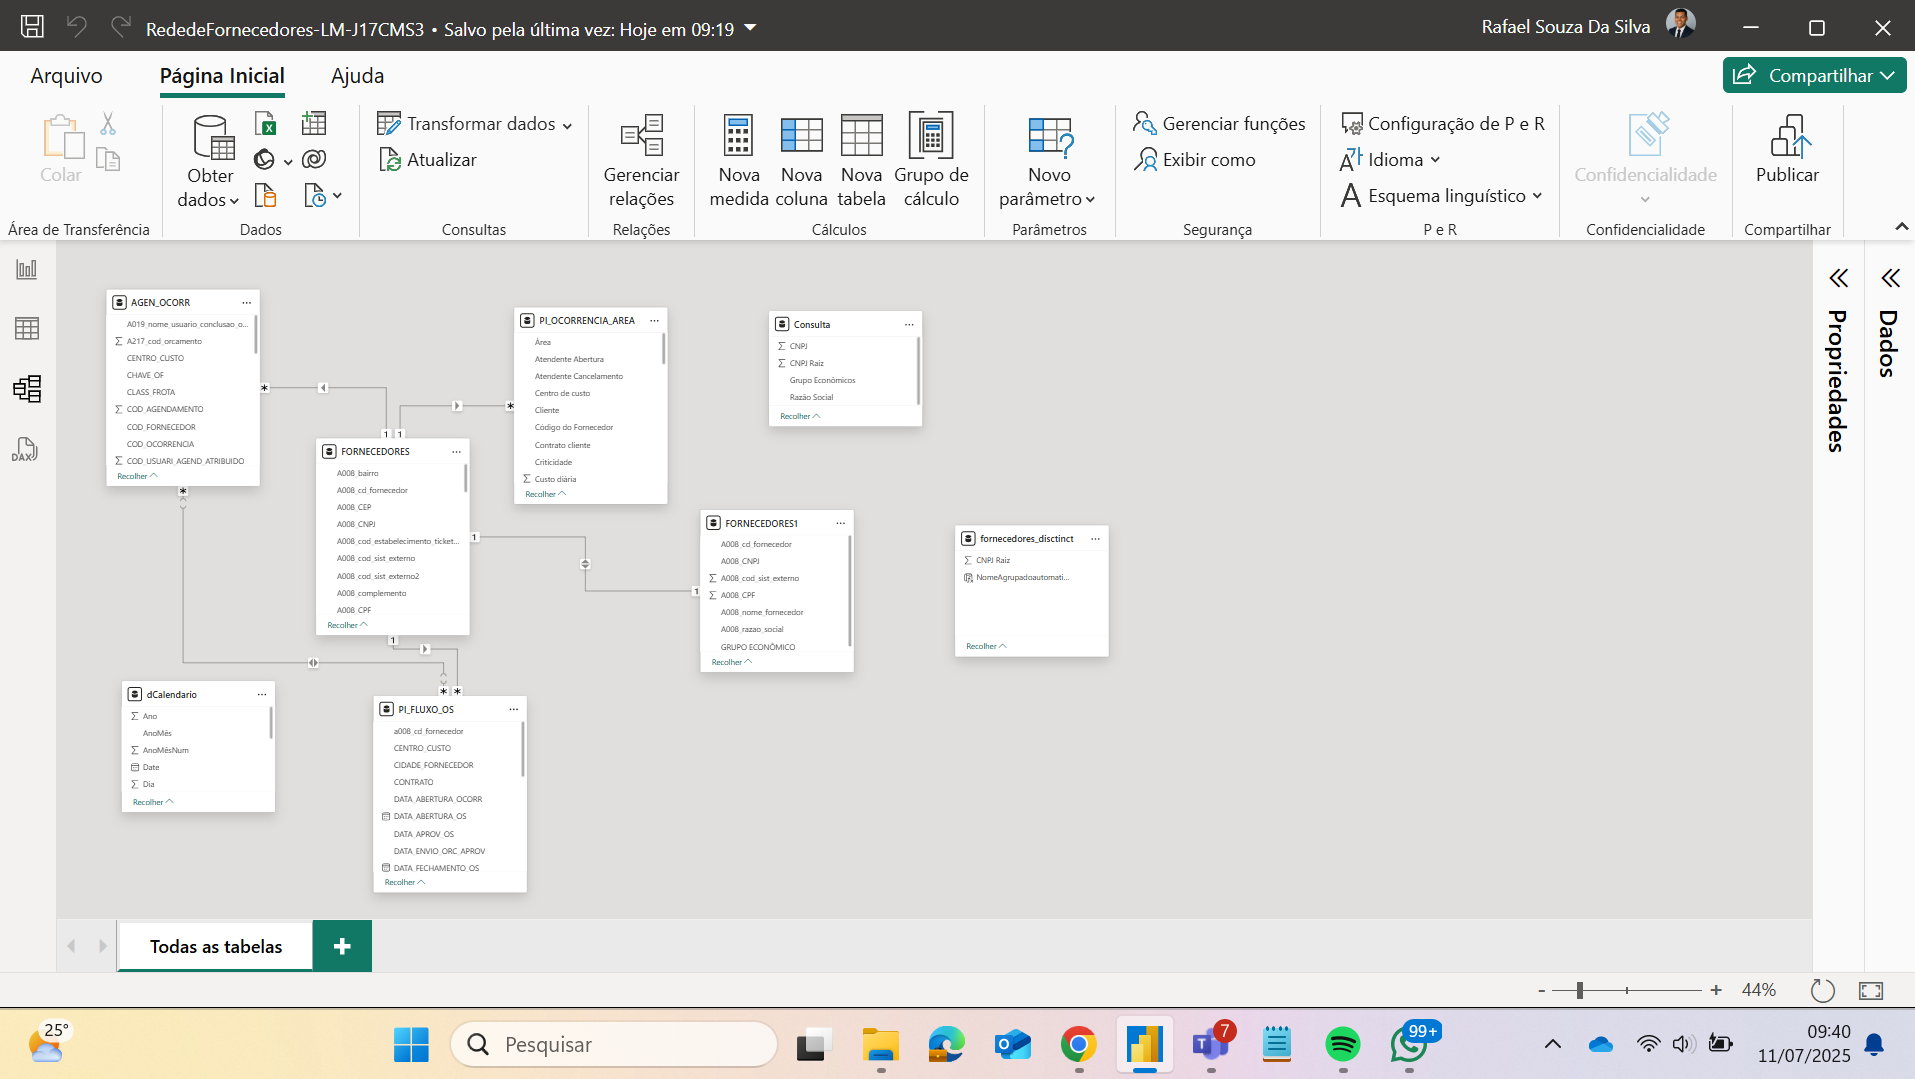 RededeFornecedores-LM-J17CMS3 • Salvo pela última vez: Hoje em 09:19
Rafael Souza Da Silva
Arquivo
Página Inicial
Ajuda
Compartilhar
Colar
Área de Transferência
Obter dados
Dados
Transformar dados
Atualizar
Consultas
Gerenciar relações
Relações
Nova medida
Nova coluna
Nova tabela
Grupo de cálculo
Cálculos
Novo parâmetro
Parâmetros
Gerenciar funções
Exibir como
Segurança
Configuração de P e R
Idioma
Esquema linguístico
P e R
Confidencialidade
Confidencialidade
Publicar
Compartilhar
DAX
AGEN_OCORR
A019_nome_usuario_conclusao_o...
A217_cod_orcamento
CENTRO_CUSTO
CHAVE_OF
CLASS_FROTA
COD_AGENDAMENTO
COD_FORNECEDOR
COD_OCORRENCIA
COD_USUARI_AGEND_ATRIBUIDO
Recolher
PI_OCORRENCIA_AREA
Área
Atendente Abertura
Atendente Cancelamento
Centro de custo
Cliente
Código do Fornecedor
Contrato cliente
Criticidade
Custo diária
Recolher
Consulta
CNPJ
CNPJ Raiz
Grupo Econômicos
Razão Social
Recolher
FORNECEDORES
A008_bairro
A008_cd_fornecedor
A008_CEP
A008_CNPJ
A008_cod_estabelecimento_ticket...
A008_cod_sist_externo
A008_cod_sist_externo2
A008_complemento
A008_CPF
Recolher
FORNECEDORES1
A008_cd_fornecedor
A008_CNPJ
A008_cod_sist_externo
A008_CPF
A008_nome_fornecedor
A008_razao_social
GRUPO ECONÔMICO
Recolher
fornecedores_disctinct
CNPJ Raiz
NomeAgrupadoautomati...
Recolher
dCalendario
Ano
AnoMês
AnoMêsNum
Date
Dia
Recolher
PI_FLUXO_OS
a008_cd_fornecedor
CENTRO_CUSTO
CIDADE_FORNECEDOR
CONTRATO
DATA_ABERTURA_OCORR
DATA_ABERTURA_OS
DATA_APROV_OS
DATA_ENVIO_ORC_APROV
DATA_FECHAMENTO_OS
Recolher
1
1
1
1
1
Propriedades
Dados
Todas as tabelas
44%
25°
Pesquisar
7
99+
09:40
11/07/2025